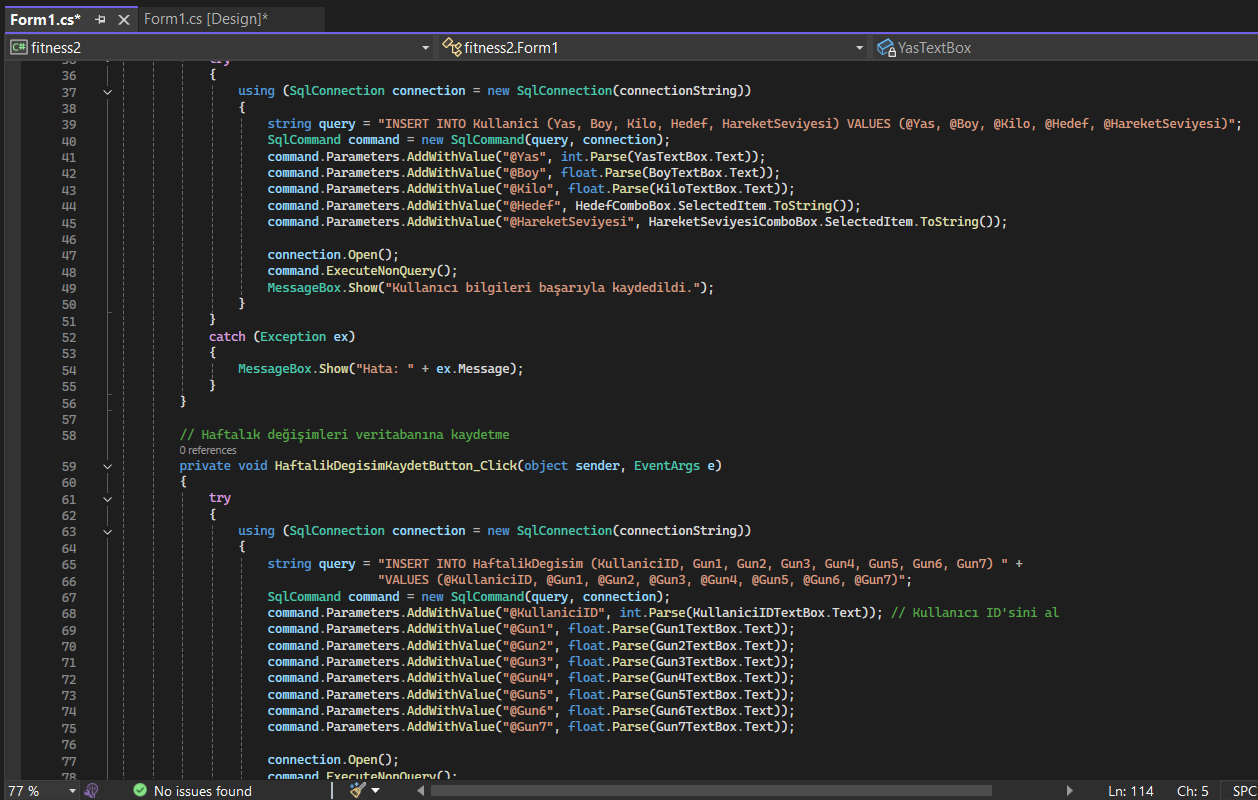 Form1.cs* Form1.cs [Design]*
C# fitness2 fitness2.Form1 YasTextBox
36 {
37 using (SqlConnection connection = new SqlConnection(connectionString))
38 {
39 string query = "INSERT INTO Kullanici (Yas, Boy, Kilo, Hedef, HareketSeviyesi) VALUES (@Yas, @Boy, @Kilo, @Hedef, @HareketSeviyesi)";
40 SqlCommand command = new SqlCommand(query, connection);
41 command.Parameters.AddWithValue("@Yas", int.Parse(YasTextBox.Text));
42 command.Parameters.AddWithValue("@Boy", float.Parse(BoyTextBox.Text));
43 command.Parameters.AddWithValue("@Kilo", float.Parse(KiloTextBox.Text));
44 command.Parameters.AddWithValue("@Hedef", HedefComboBox.SelectedItem.ToString());
45 command.Parameters.AddWithValue("@HareketSeviyesi", HareketSeviyesiComboBox.SelectedItem.ToString());
46
47 connection.Open();
48 command.ExecuteNonQuery();
49 MessageBox.Show("Kullanıcı bilgileri başarıyla kaydedildi.");
50 }
51 }
52 catch (Exception ex)
53 {
54 MessageBox.Show("Hata: " + ex.Message);
55 }
56 }
57
58 // Haftalık değişimleri veritabanına kaydetme
0 references
59 private void HaftalikDegisimKaydetButton_Click(object sender, EventArgs e)
60 {
61 try
62 {
63 using (SqlConnection connection = new SqlConnection(connectionString))
64 {
65 string query = "INSERT INTO HaftalikDegisim (KullaniciID, Gun1, Gun2, Gun3, Gun4, Gun5, Gun6, Gun7) " +
66 "VALUES (@KullaniciID, @Gun1, @Gun2, @Gun3, @Gun4, @Gun5, @Gun6, @Gun7)";
67 SqlCommand command = new SqlCommand(query, connection);
68 command.Parameters.AddWithValue("@KullaniciID", int.Parse(KullaniciIDTextBox.Text)); // Kullanıcı ID'sini al
69 command.Parameters.AddWithValue("@Gun1", float.Parse(Gun1TextBox.Text));
70 command.Parameters.AddWithValue("@Gun2", float.Parse(Gun2TextBox.Text));
71 command.Parameters.AddWithValue("@Gun3", float.Parse(Gun3TextBox.Text));
72 command.Parameters.AddWithValue("@Gun4", float.Parse(Gun4TextBox.Text));
73 command.Parameters.AddWithValue("@Gun5", float.Parse(Gun5TextBox.Text));
74 command.Parameters.AddWithValue("@Gun6", float.Parse(Gun6TextBox.Text));
75 command.Parameters.AddWithValue("@Gun7", float.Parse(Gun7TextBox.Text));
76
77 connection.Open();
78 command.ExecuteNonQuery();
77 % No issues found Ln: 114 Ch: 5 SPC